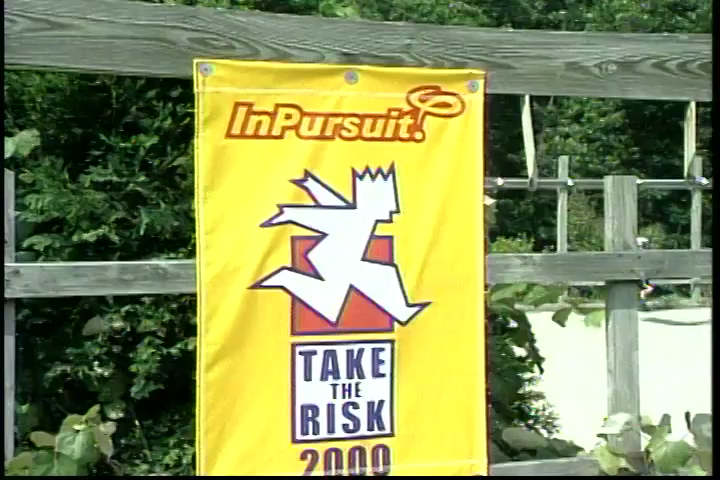 InPursuit!
TAKE
THE
RISK
2000